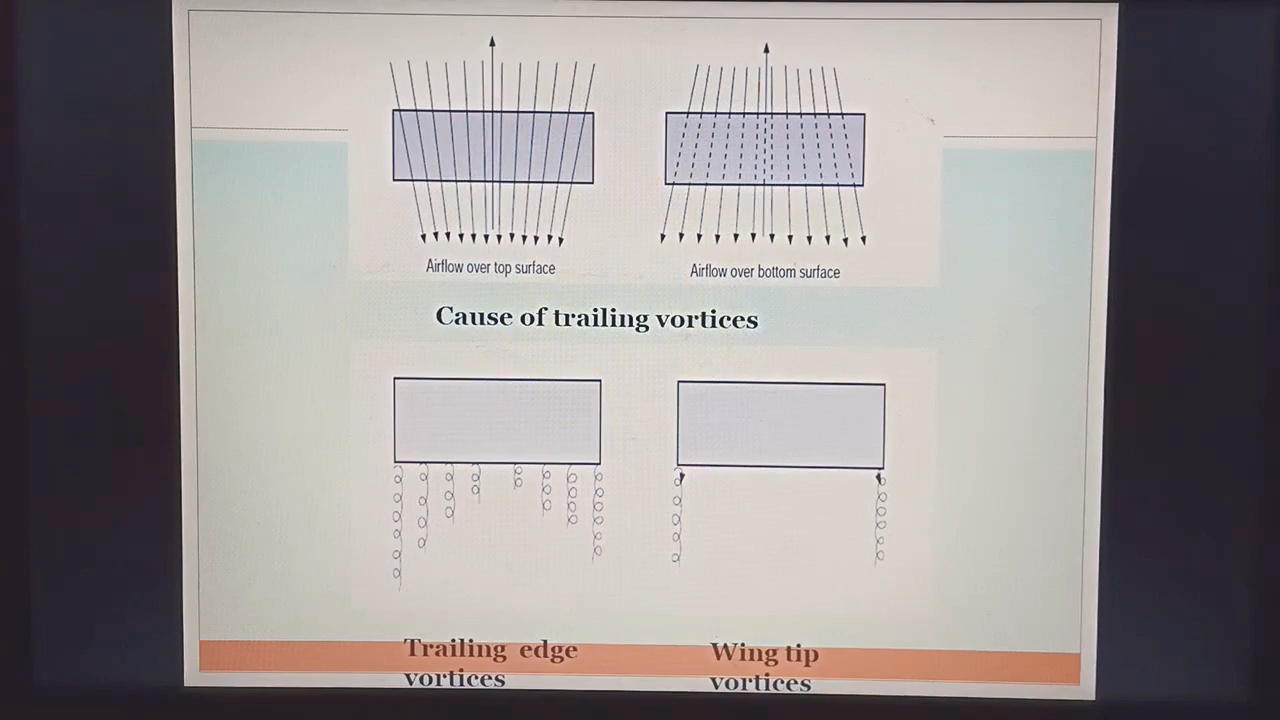 Airflow over top surface
Airflow over bottom surface
Cause of trailing vortices
Trailing edge
vortices
Wing tip
vortices